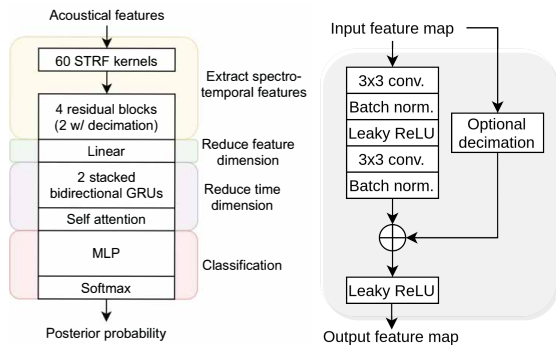 Acoustical features
60 STRF kernels
Extract spectro-
temporal features
4 residual blocks
(2 w/ decimation)
Linear
Reduce feature
dimension
2 stacked
bidirectional GRUs
Reduce time
dimension
Self attention
MLP
Classification
Softmax
Posterior probability
Input feature map
3x3 conv.
Batch norm.
Leaky ReLU
3x3 conv.
Batch norm.
Optional
decimation
Leaky ReLU
Output feature map